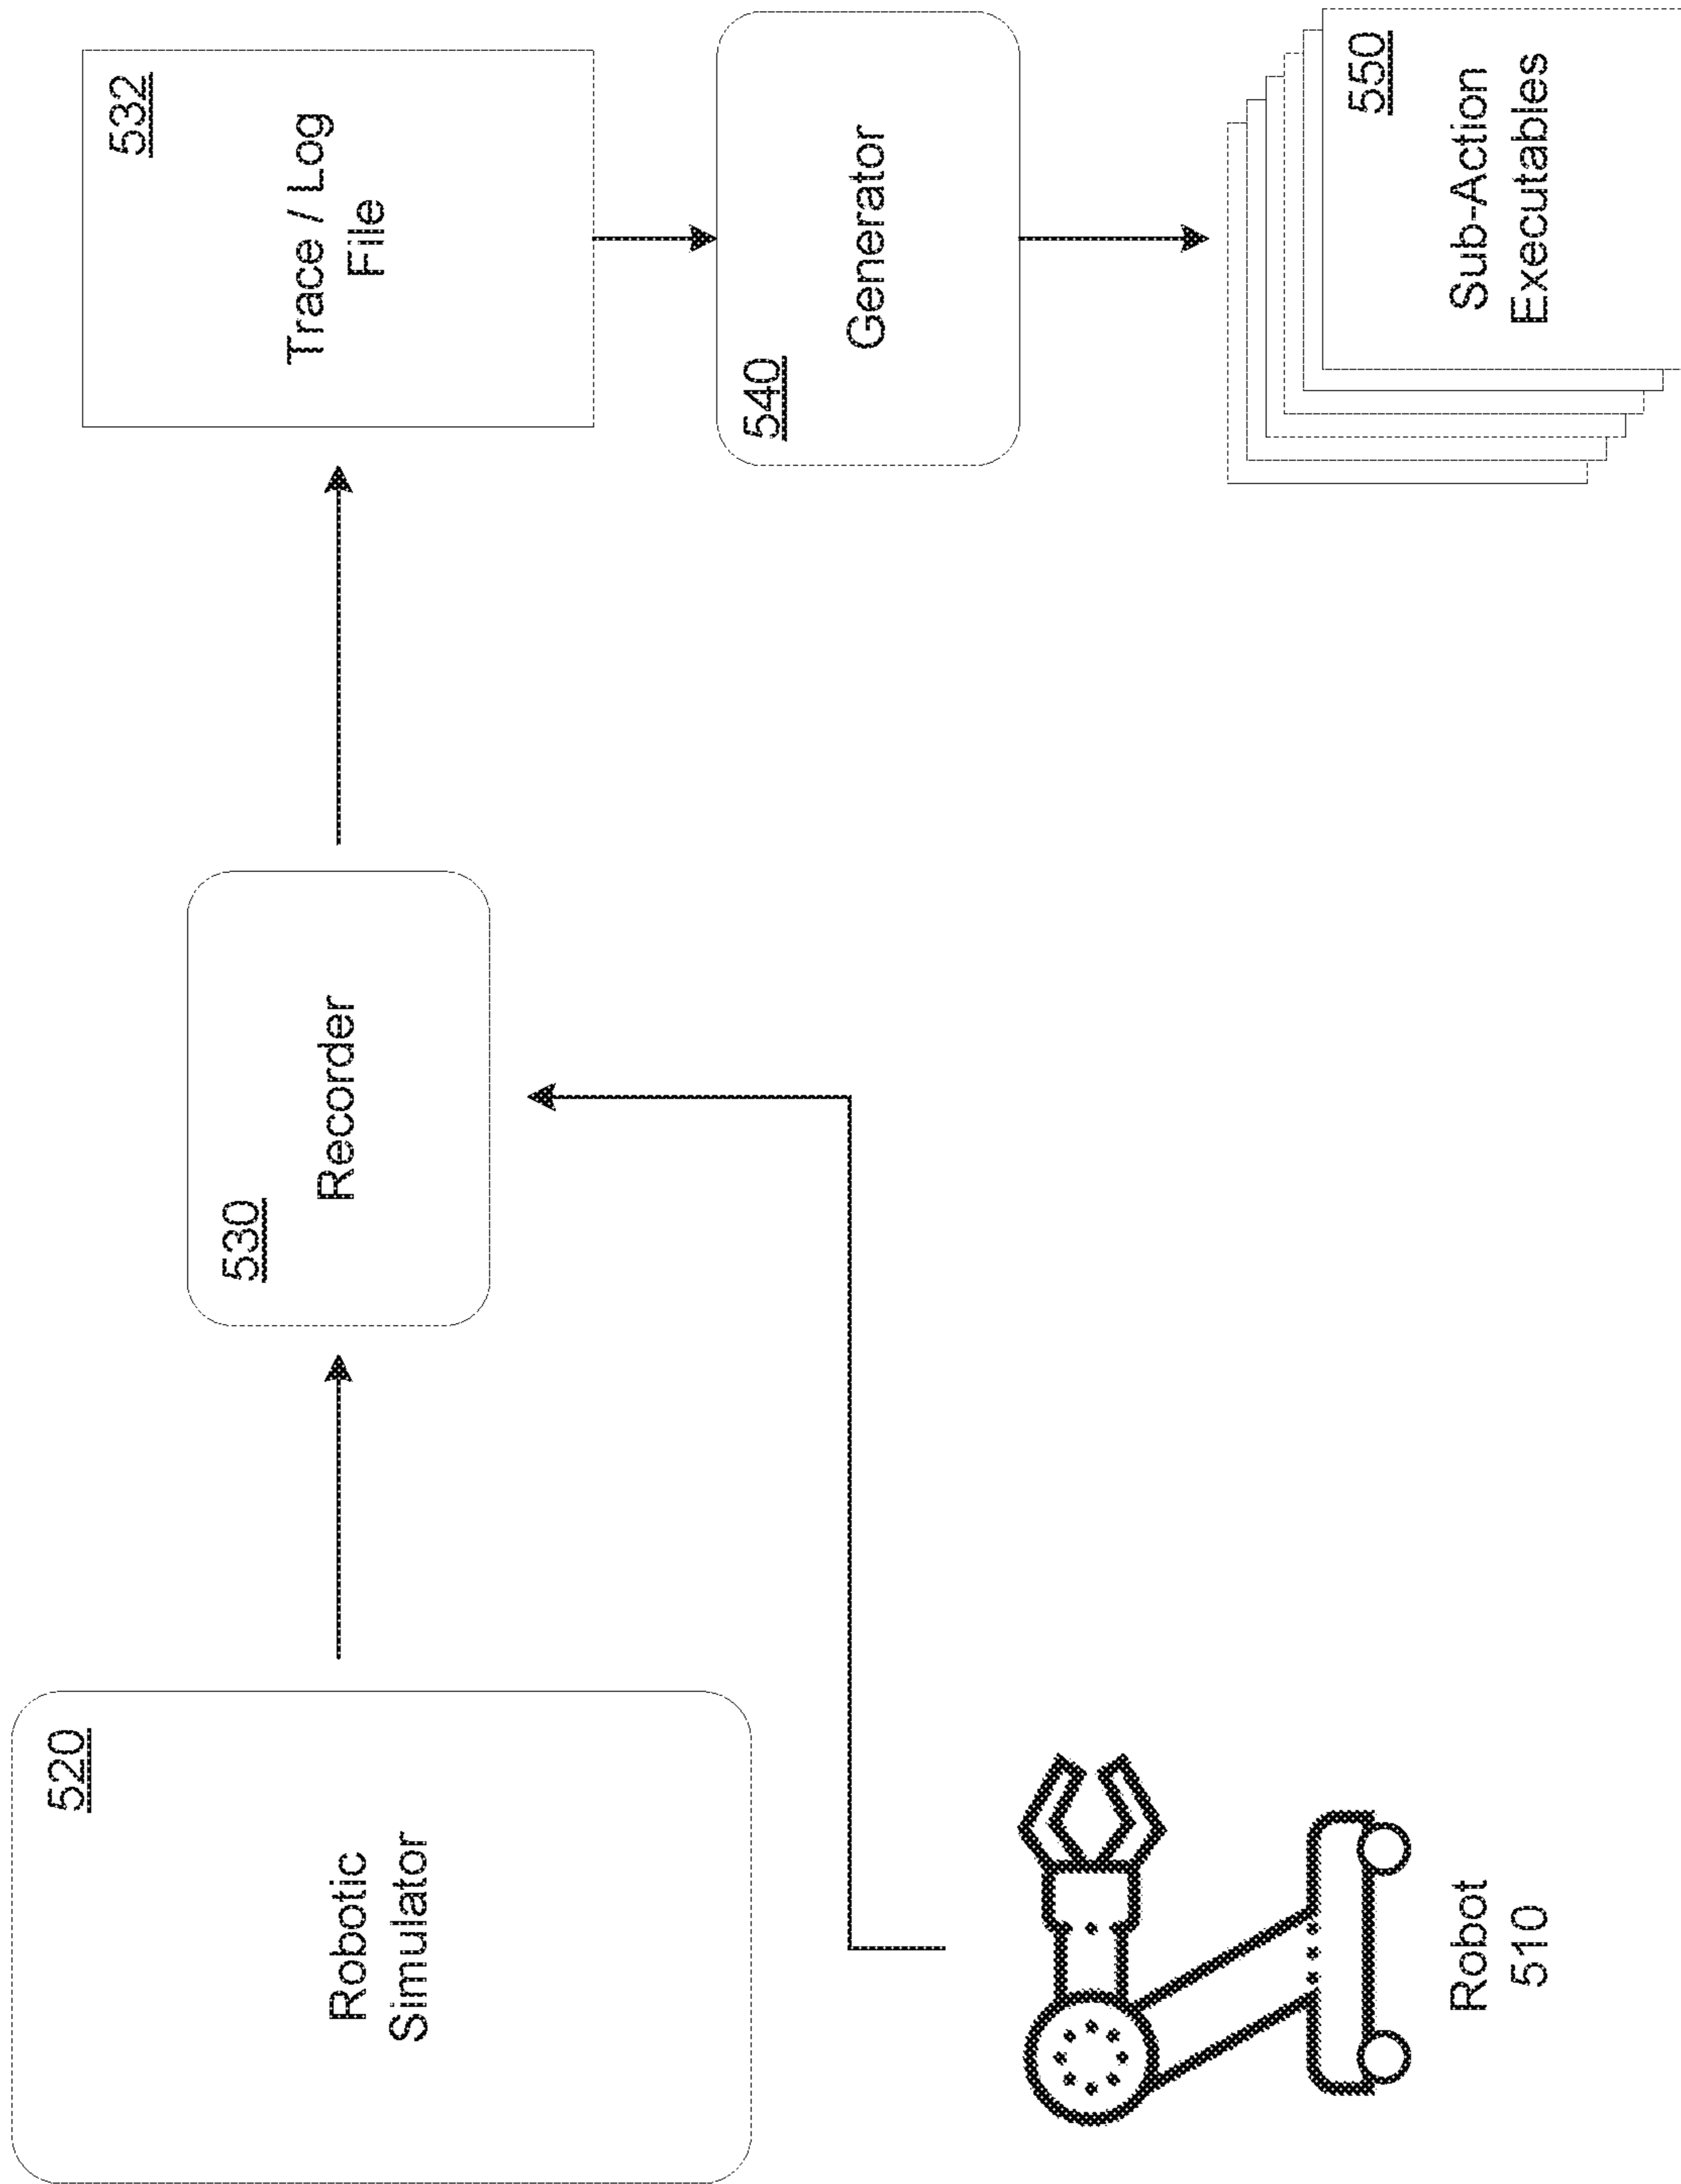 520
Robotic
Simulator
530
Recorder
532
Trace / Log
File
540
Generator
550
Sub-Action
Executables
Robot
510